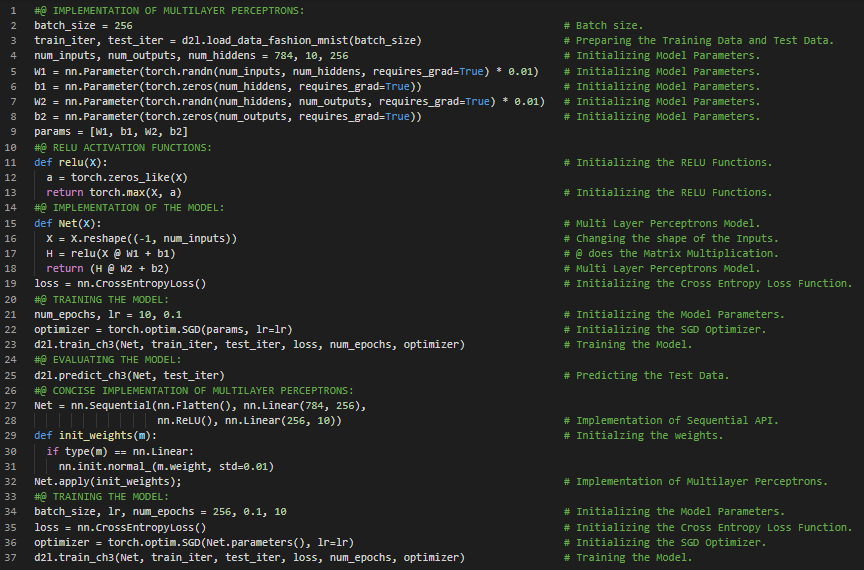 1 #@ IMPLEMENTATION OF MULTILAYER PERCEPTRONS:
2 batch_size = 256 # Batch size.
3 train_iter, test_iter = d2l.load_data_fashion_mnist(batch_size) # Preparing the Training Data and Test Data.
4 num_inputs, num_outputs, num_hiddens = 784, 10, 256 # Initializing Model Parameters.
5 W1 = nn.Parameter(torch.randn(num_inputs, num_hiddens, requires_grad=True) * 0.01) # Initializing Model Parameters.
6 b1 = nn.Parameter(torch.zeros(num_hiddens, requires_grad=True)) # Initializing Model Parameters.
7 W2 = nn.Parameter(torch.randn(num_hiddens, num_outputs, requires_grad=True) * 0.01) # Initializing Model Parameters.
8 b2 = nn.Parameter(torch.zeros(num_outputs, requires_grad=True)) # Initializing Model Parameters.
9 params = [W1, b1, W2, b2]
10 #@ RELU ACTIVATION FUNCTIONS:
11 def relu(X): # Initializing the RELU Functions.
12   a = torch.zeros_like(X)
13   return torch.max(X, a) # Initializing the RELU Functions.
14 #@ IMPLEMENTATION OF THE MODEL:
15 def Net(X): # Multi Layer Perceptrons Model.
16   X = X.reshape((-1, num_inputs)) # Changing the shape of the Inputs.
17   H = relu(X @ W1 + b1) # @ does the Matrix Multiplication.
18   return (H @ W2 + b2) # Multi Layer Perceptrons Model.
19 loss = nn.CrossEntropyLoss() # Initializing the Cross Entropy Loss Function.
20 #@ TRAINING THE MODEL:
21 num_epochs, lr = 10, 0.1 # Initializing the Model Parameters.
22 optimizer = torch.optim.SGD(params, lr=lr) # Initializing the SGD Optimizer.
23 d2l.train_ch3(Net, train_iter, test_iter, loss, num_epochs, optimizer) # Training the Model.
24 #@ EVALUATING THE MODEL:
25 d2l.predict_ch3(Net, test_iter) # Predicting the Test Data.
26 #@ CONCISE IMPLEMENTATION OF MULTILAYER PERCEPTRONS:
27 Net = nn.Sequential(nn.Flatten(), nn.Linear(784, 256),
28                     nn.ReLU(), nn.Linear(256, 10)) # Implementation of Sequential API.
29 def init_weights(m): # Initialzing the weights.
30   if type(m) == nn.Linear:
31     nn.init.normal_(m.weight, std=0.01)
32 Net.apply(init_weights); # Implementation of Multilayer Perceptrons.
33 #@ TRAINING THE MODEL:
34 batch_size, lr, num_epochs = 256, 0.1, 10 # Initializing the Model Parameters.
35 loss = nn.CrossEntropyLoss() # Initializing the Cross Entropy Loss Function.
36 optimizer = torch.optim.SGD(Net.parameters(), lr=lr) # Initializing the SGD Optimizer.
37 d2l.train_ch3(Net, train_iter, test_iter, loss, num_epochs, optimizer) # Training the Model.